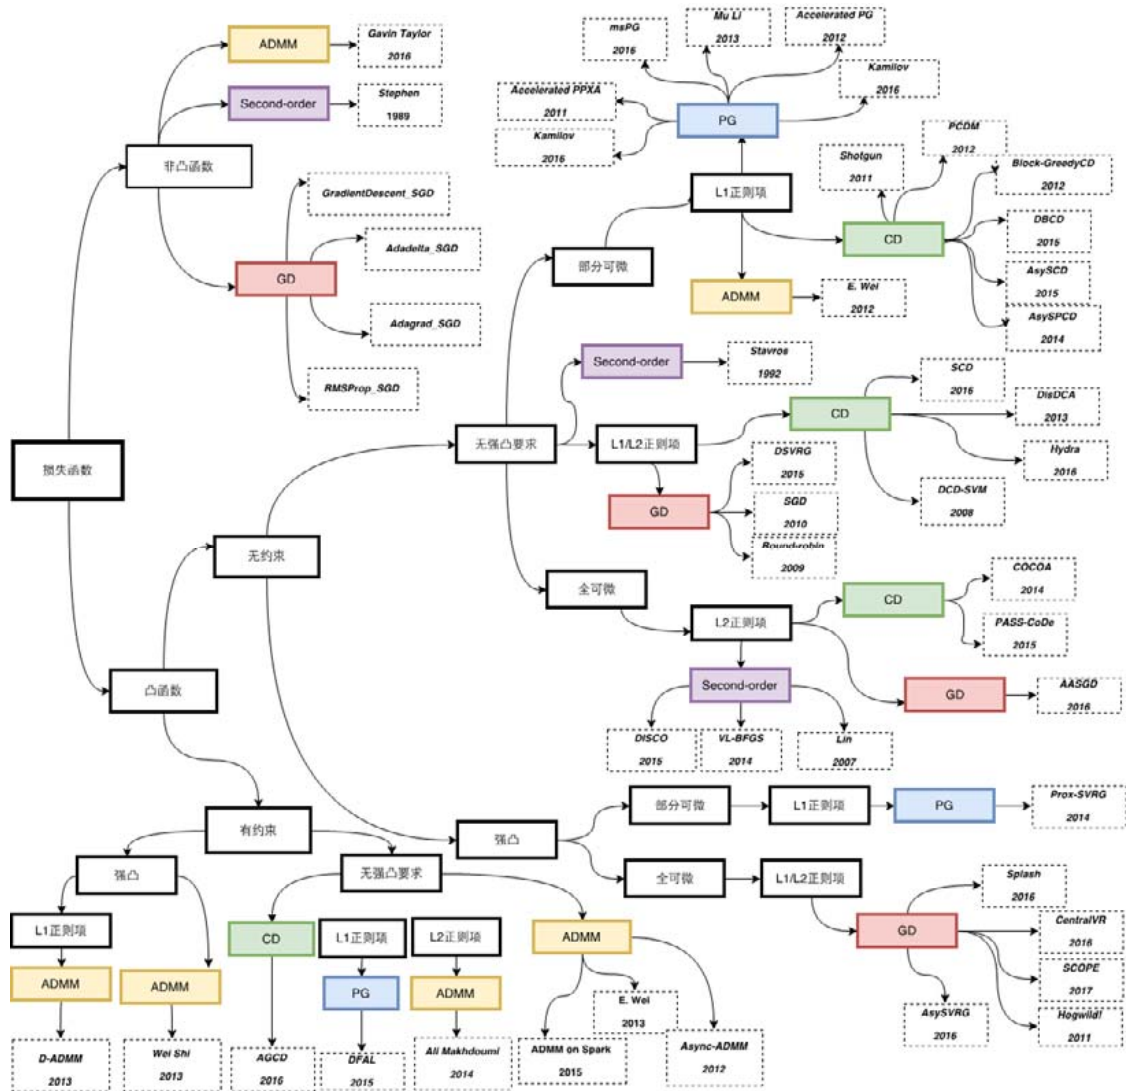 ADMM
Gavin Taylor
2016
Second-order
Stephen
1989
非凸函数
GradientDescent_SGD
Adadelta_SGD
GD
Adagrad_SGD
RMSProp_SGD
损失函数
凸函数
无约束
无强凸要求
部分可微
L1正则项
PG
msPG
2016
Mu Li
2013
Accelerated PG
2012
Kamilov
2016
Accelerated PPXA
2011
Kamilov
2016
CD
Shotgun
2011
PCDM
2012
Block-GreedyCD
2012
DBCD
2015
AsySCD
2015
AsySPCD
2014
ADMM
E. Wei
2012
Second-order
Stavros
1992
L1/L2正则项
CD
SCD
2016
DisDCA
2013
Hydra
2016
DCD-SVM
2008
GD
DSVRG
2015
SGD
2010
Round-robin
2009
全可微
L2正则项
CD
COCOA
2014
PASS-CoDe
2015
GD
AASGD
2016
Second-order
DISCO
2015
VL-BFGS
2014
Lin
2007
强凸
部分可微
L1正则项
PG
Prox-SVRG
2014
全可微
L1/L2正则项
GD
Splash
2016
CentralVR
2016
SCOPE
2017
Hogwild!
2011
AsySVRG
2016
有约束
强凸
L1正则项
ADMM
D-ADMM
2013
ADMM
Wei Shi
2013
无强凸要求
CD
AGCD
2016
L1正则项
PG
DFAL
2015
L2正则项
ADMM
Ali Makhdoumi
2014
ADMM
ADMM on Spark
2015
E. Wei
2013
Async-ADMM
2012